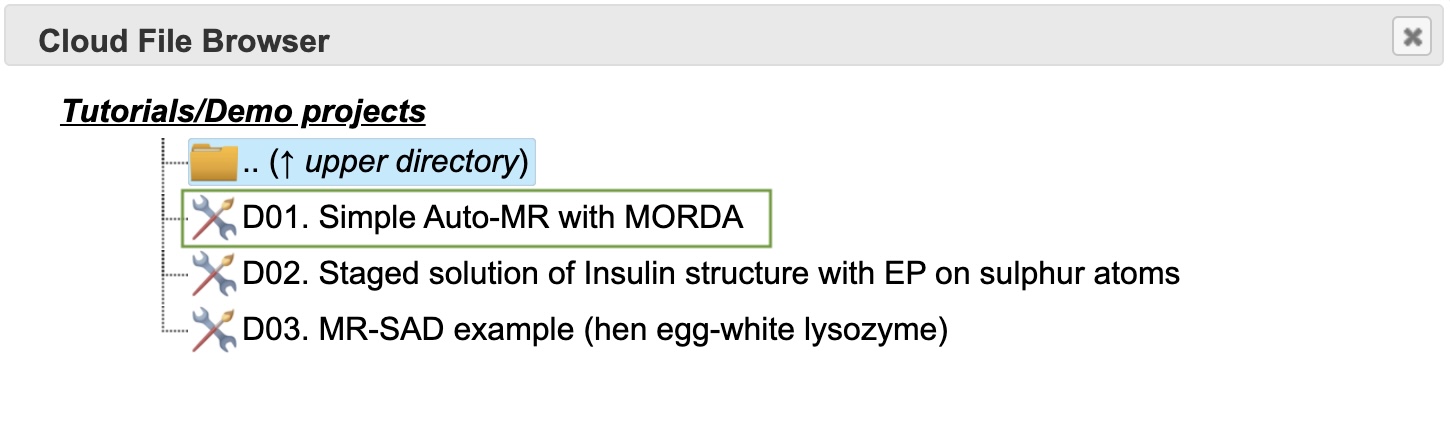 Cloud File Browser
Tutorials/Demo projects
.. (↑ upper directory)
D01. Simple Auto-MR with MORDA
D02. Staged solution of Insulin structure with EP on sulphur atoms
D03. MR-SAD example (hen egg-white lysozyme)